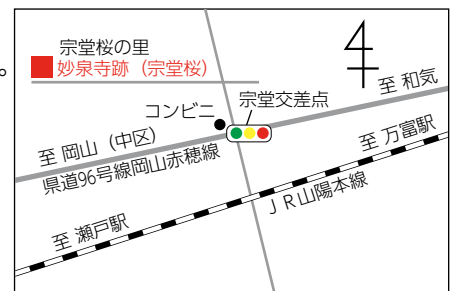 。
宗堂桜の里
妙泉寺跡（宗堂桜）
コンビニ
宗堂交差点
至 和気
至 岡山（中区）
県道96号線岡山赤穂線
至 万富駅
ＪＲ山陽本線
至 瀬戸駅